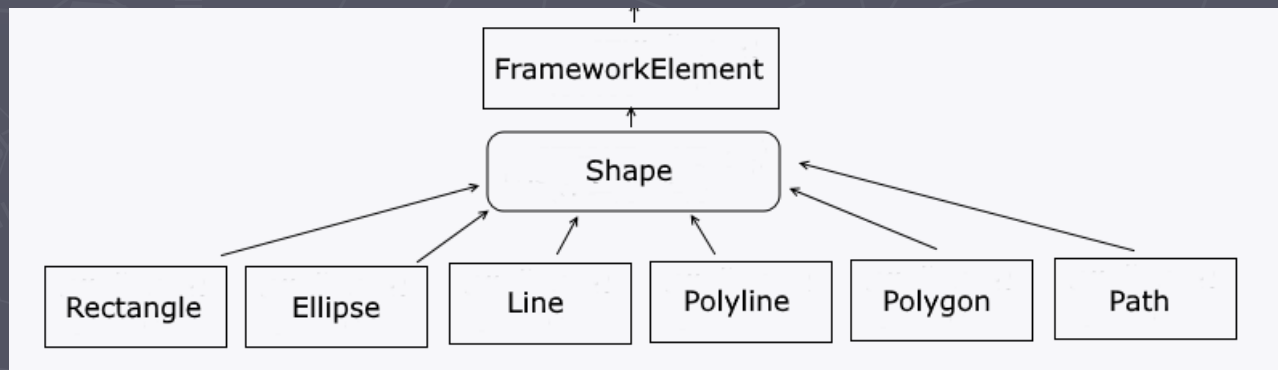 FrameworkElement
Shape
Rectangle
Ellipse
Line
Polyline
Polygon
Path